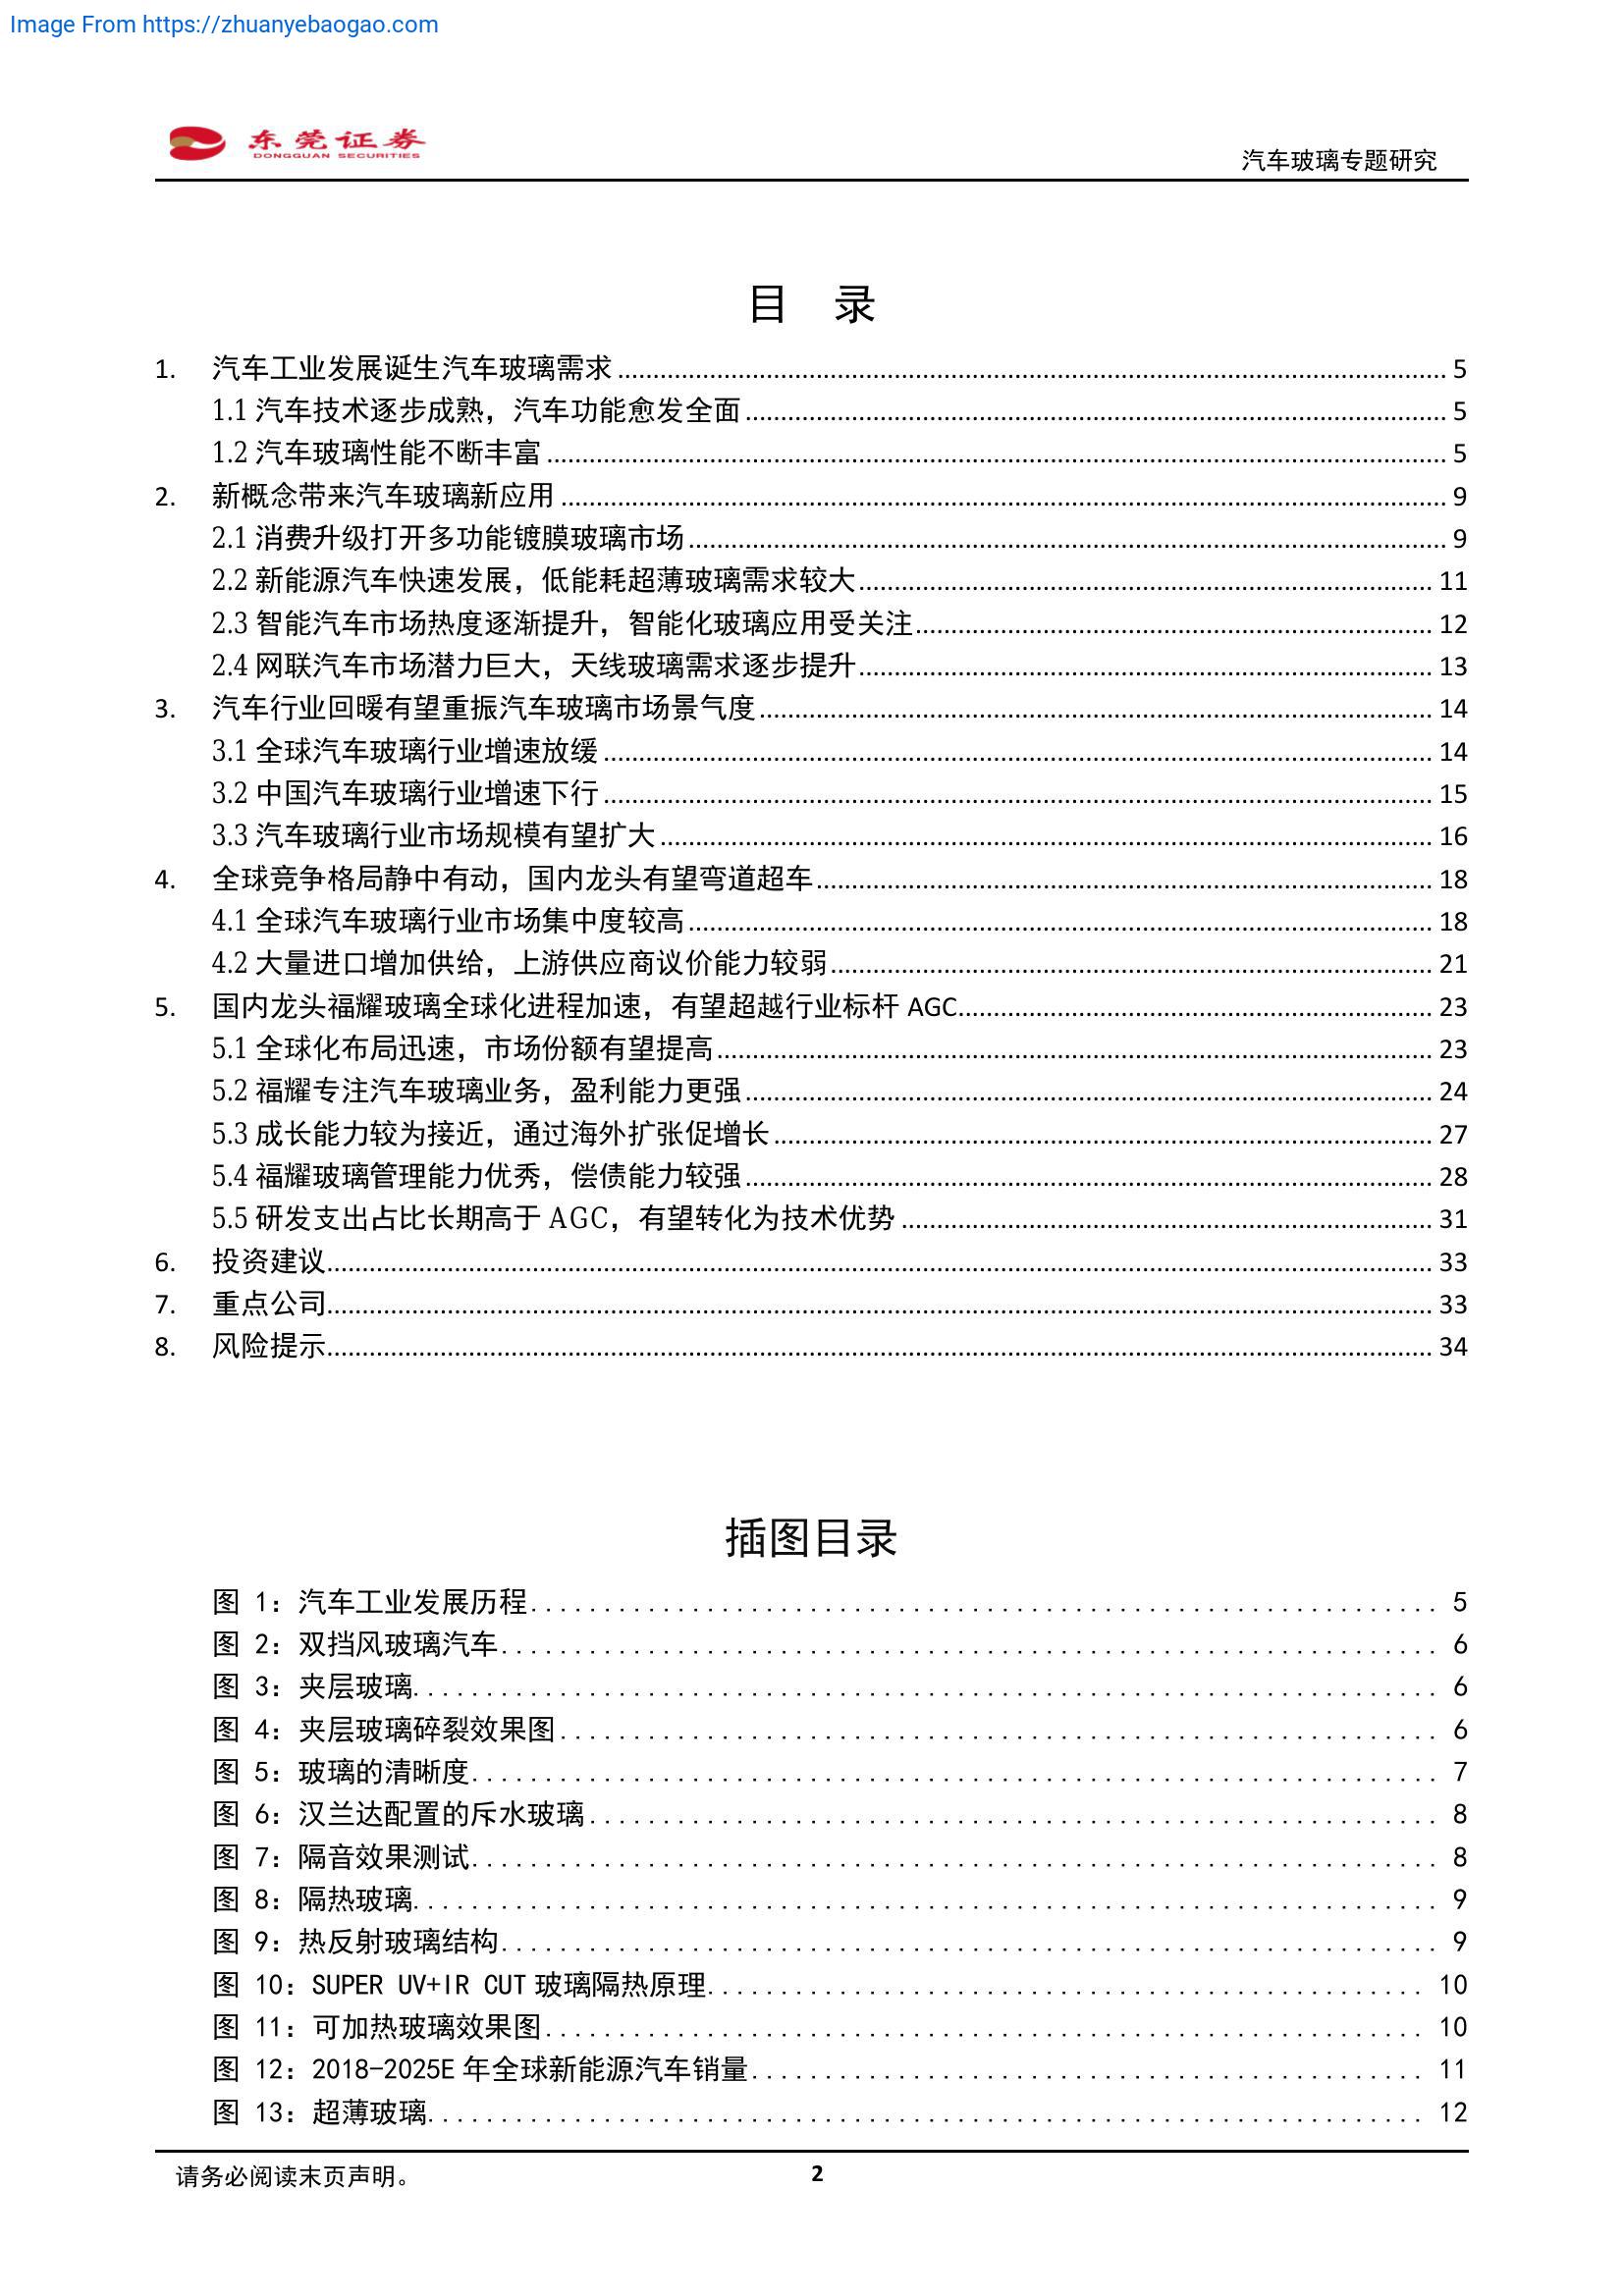 Image From https://zhuanyebaogao.com
东莞证券
DONGGUAN SECURITIES
汽车玻璃专题研究
目 录
1. 汽车工业发展诞生汽车玻璃需求 5
1.1 汽车技术逐步成熟，汽车功能愈发全面 5
1.2 汽车玻璃性能不断丰富 5
2. 新概念带来汽车玻璃新应用 9
2.1 消费升级打开多功能镀膜玻璃市场 9
2.2 新能源汽车快速发展，低能耗超薄玻璃需求较大 11
2.3 智能汽车市场热度逐渐提升，智能化玻璃应用受关注 12
2.4 网联汽车市场潜力巨大，天线玻璃需求逐步提升 13
3. 汽车行业回暖有望重振汽车玻璃市场景气度 14
3.1 全球汽车玻璃行业增速放缓 14
3.2 中国汽车玻璃行业增速下行 15
3.3 汽车玻璃行业市场规模有望扩大 16
4. 全球竞争格局静中有动，国内龙头有望弯道超车 18
4.1 全球汽车玻璃行业市场集中度较高 18
4.2 大量进口增加供给，上游供应商议价能力较弱 21
5. 国内龙头福耀玻璃全球化进程加速，有望超越行业标杆 AGC 23
5.1 全球化布局迅速，市场份额有望提高 23
5.2 福耀专注汽车玻璃业务，盈利能力更强 24
5.3 成长能力较为接近，通过海外扩张促增长 27
5.4 福耀玻璃管理能力优秀，偿债能力较强 28
5.5 研发支出占比长期高于 AGC，有望转化为技术优势 31
6. 投资建议 33
7. 重点公司 33
8. 风险提示 34
插图目录
图 1：汽车工业发展历程 5
图 2：双挡风玻璃汽车 6
图 3：夹层玻璃 6
图 4：夹层玻璃碎裂效果图 6
图 5：玻璃的清晰度 7
图 6：汉兰达配置的斥水玻璃 8
图 7：隔音效果测试 8
图 8：隔热玻璃 9
图 9：热反射玻璃结构 9
图 10：SUPER UV+IR CUT 玻璃隔热原理 10
图 11：可加热玻璃效果图 10
图 12：2018-2025E 年全球新能源汽车销量 11
图 13：超薄玻璃 12
请务必阅读末页声明。
2